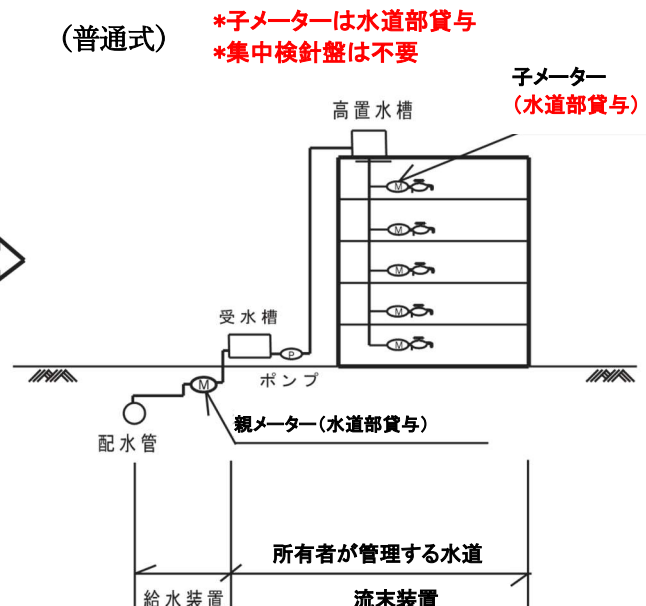 (普通式)
*子メーターは水道部貸与
*集中検針盤は不要
子メーター
(水道部貸与)
高置水槽
M
M
M
M
M
受水槽
P
ポンプ
M
親メーター(水道部貸与)
配水管
所有者が管理する水道
給水装置
流末装置